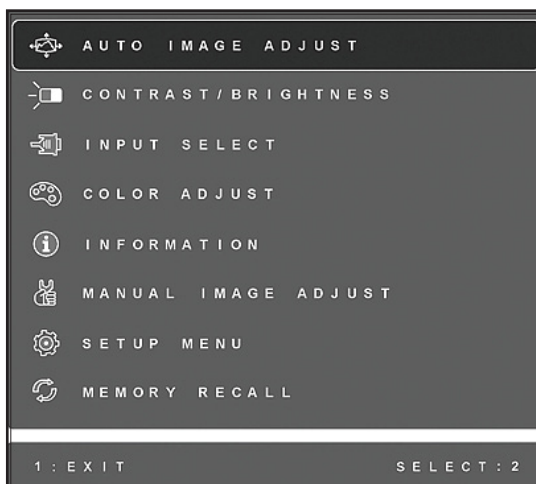 AUTO IMAGE ADJUST
CONTRAST/BRIGHTNESS
INPUT SELECT
COLOR ADJUST
INFORMATION
MANUAL IMAGE ADJUST
SETUP MENU
MEMORY RECALL
1:EXIT SELECT:2